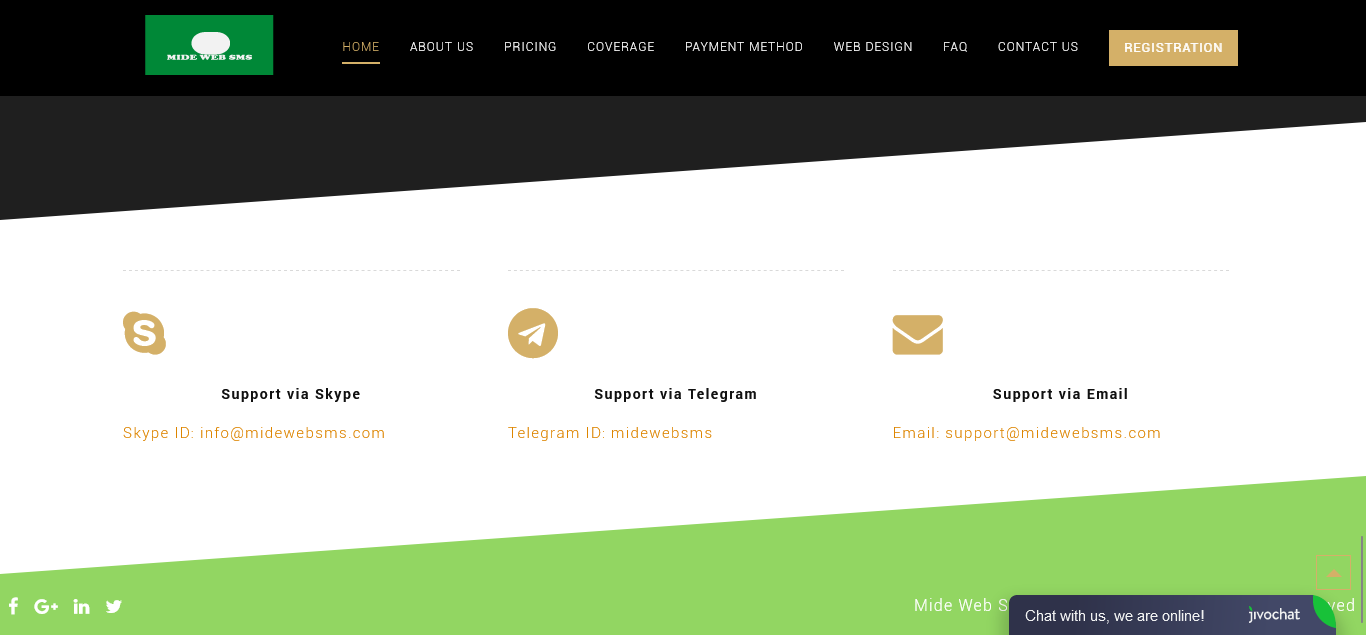 MIDE WEB SMS
HOME ABOUT US PRICING COVERAGE PAYMENT METHOD WEB DESIGN FAQ CONTACT US REGISTRATION
Support via Skype
Skype ID: info@midewebsms.com
Support via Telegram
Telegram ID: midewebsms
Support via Email
Email: support@midewebsms.com
Mide Web
Chat with us, we are online! jivochat